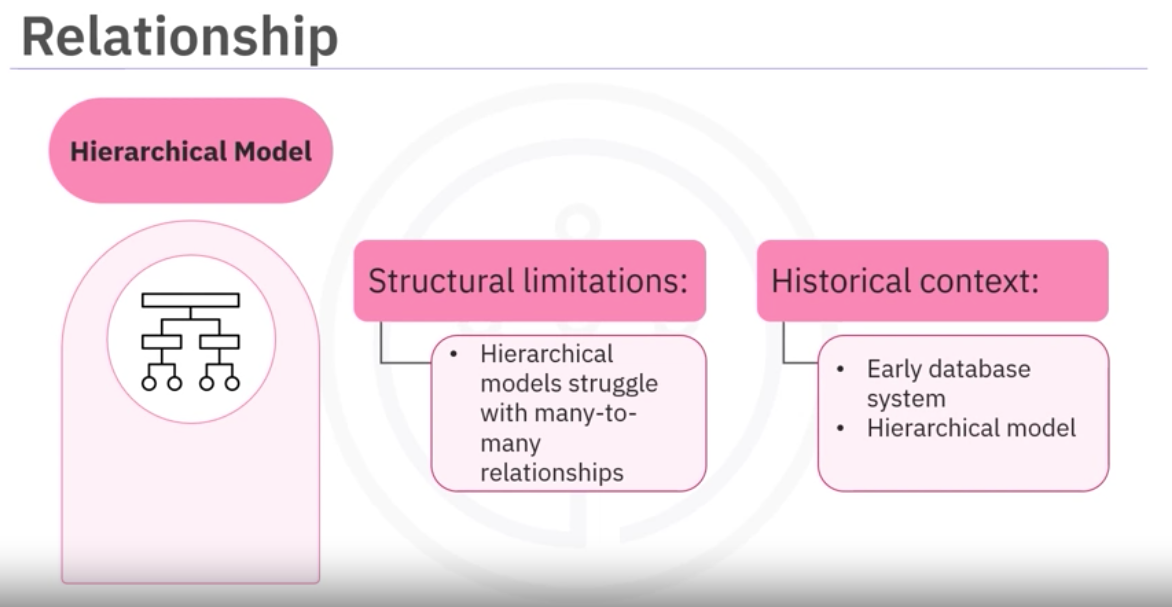 Relationship
Hierarchical Model
Structural limitations:
• Hierarchical
models struggle
with many-to-
many
relationships
Historical context:
• Early database
system
• Hierarchical model